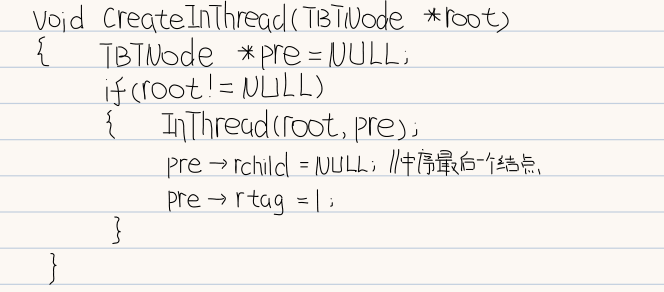 void CreateInThread(TBTNode *root)
{ TBTNode *pre=NULL;
if(root!=NULL)
{ InThread(root,pre);
pre→rchild=NULL; //中序最后一个结点,
pre→rtag=1;
}
}